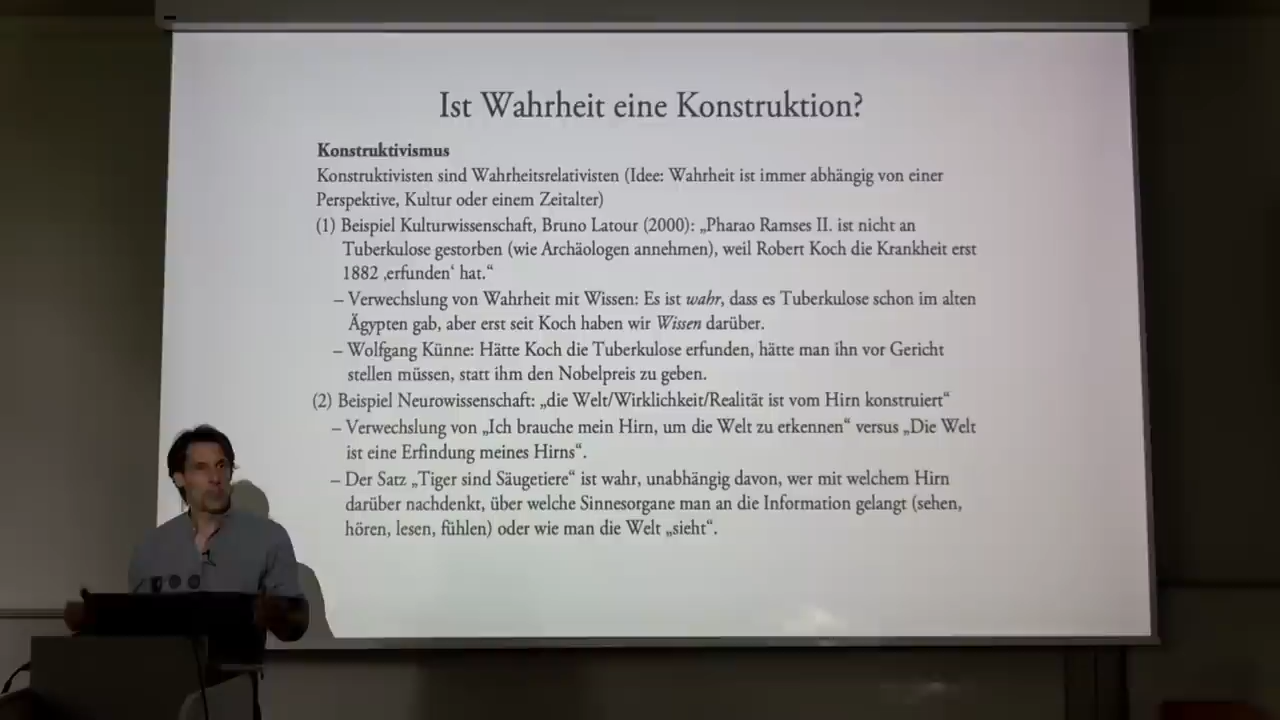 Ist Wahrheit eine Konstruktion?
Konstruktivismus
Konstruktivisten sind Wahrheitsrelativisten (Idee: Wahrheit ist immer abhängig von einer
Perspektive, Kultur oder einem Zeitalter)
(1) Beispiel Kulturwissenschaft, Bruno Latour (2000): „Pharao Ramses II. ist nicht an
Tuberkulose gestorben (wie Archäologen annehmen), weil Robert Koch die Krankheit erst
1882 ‚erfunden‘ hat.“
– Verwechslung von Wahrheit mit Wissen: Es ist wahr, dass es Tuberkulose schon im alten
Ägypten gab, aber erst seit Koch haben wir Wissen darüber.
– Wolfgang Künne: Hätte Koch die Tuberkulose erfunden, hätte man ihn vor Gericht
stellen müssen, statt ihm den Nobelpreis zu geben.
(2) Beispiel Neurowissenschaft: „die Welt/Wirklichkeit/Realität ist vom Hirn konstruiert“
– Verwechslung von „Ich brauche mein Hirn, um die Welt zu erkennen“ versus „Die Welt
ist eine Erfindung meines Hirns“.
– Der Satz „Tiger sind Säugetiere“ ist wahr, unabhängig davon, wer mit welchem Hirn
darüber nachdenkt, über welche Sinnesorgane man an die Information gelangt (sehen,
hören, lesen, fühlen) oder wie man die Welt „sieht“.